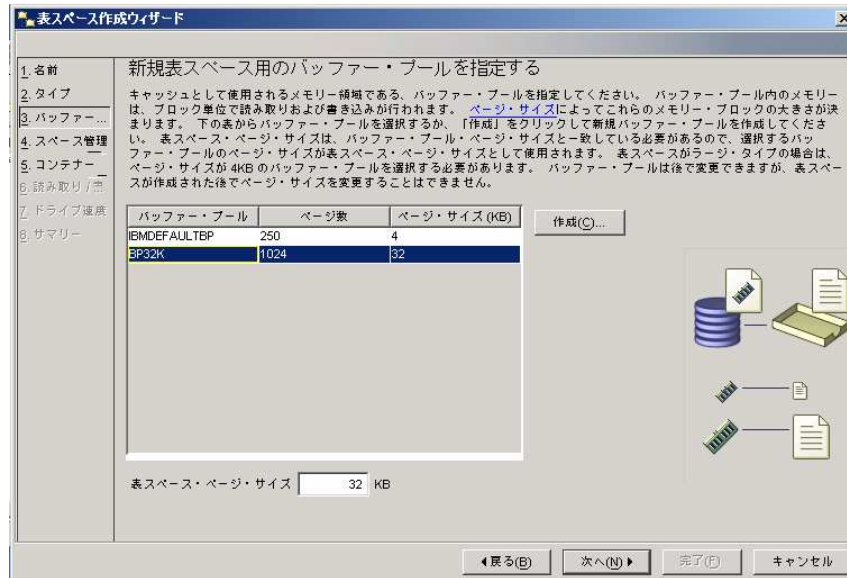 表スペース作成ウィザード
1. 名前
2. タイプ
3. バッファー...
4. スペース管理
5. コンテナー
6. 読み取り / 書
7. ドライブ速度
8. サマリー
新規表スペース用のバッファー・プールを指定する
キャッシュとして使用されるメモリー領域である、バッファー・プールを指定してください。 バッファー・プール内のメモリー
は、ブロック単位で読み取りおよび書き込みが行われます。 ページ・サイズによってこれらのメモリー・ブロックの大きさが決
まります。 下の表からバッファー・プールを選択するか、「作成」をクリックして新規バッファー・プールを作成してくださ
い。 表スペース・ページ・サイズは、バッファー・プール・ページ・サイズと一致している必要があるので、選択するバッ
ファー・プールのページ・サイズが表スペース・ページ・サイズとして使用されます。 表スペースがラージ・タイプの場合は、
ページ・サイズが 4KB のバッファー・プールを選択する必要があります。 バッファー・プールは後で変更できますが、表スペー
スが作成された後でページ・サイズを変更することはできません。
バッファー・プール ページ数 ページ・サイズ (KB)
IBMDEFAULTBP 250 4
BP32K 1024 32
作成(C)...
表スペース・ページ・サイズ 32 KB
戻る(B) 次へ(N) 完了(F) キャンセル